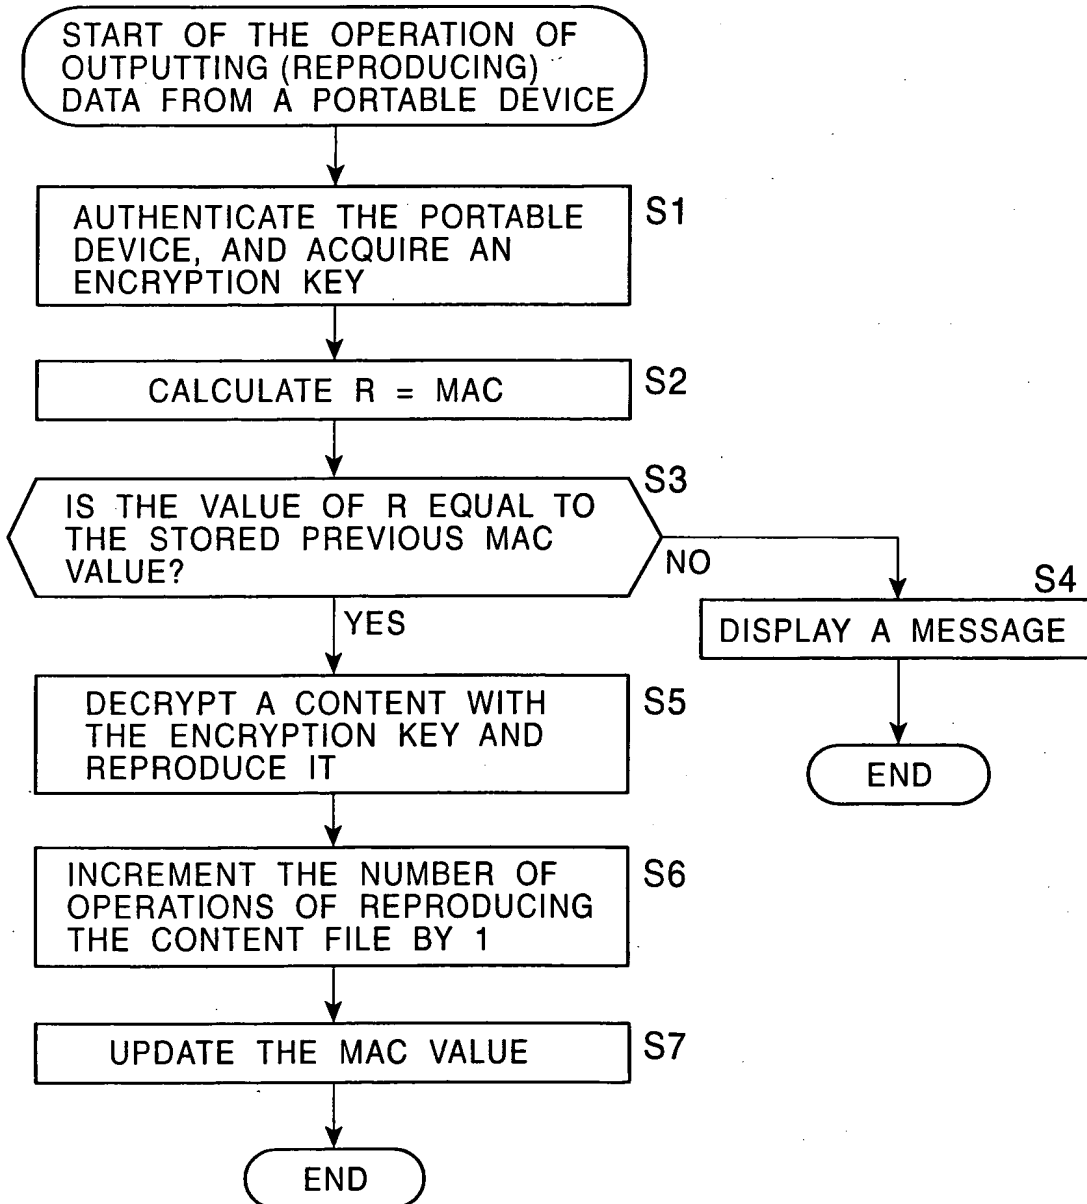 START OF THE OPERATION OF
OUTPUTTING (REPRODUCING)
DATA FROM A PORTABLE DEVICE
AUTHENTICATE THE PORTABLE
DEVICE, AND ACQUIRE AN
ENCRYPTION KEY
S1
CALCULATE R = MAC
S2
IS THE VALUE OF R EQUAL TO
THE STORED PREVIOUS MAC
VALUE?
S3
NO
YES
S4
DISPLAY A MESSAGE
END
DECRYPT A CONTENT WITH
THE ENCRYPTION KEY AND
REPRODUCE IT
S5
INCREMENT THE NUMBER OF
OPERATIONS OF REPRODUCING
THE CONTENT FILE BY 1
S6
UPDATE THE MAC VALUE
S7
END